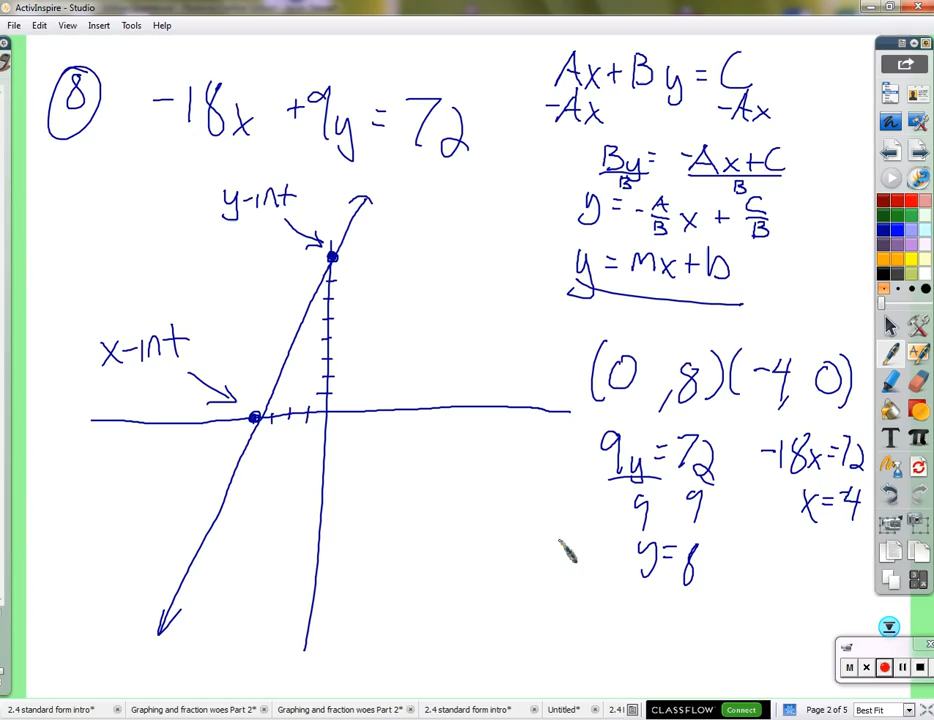 ActivInspire - Studio
File Edit View Insert Tools Help
8
-18x +9y = 72
Ax + By = C
-Ax -Ax
By = -Ax+C
B B
y = -A/B x + C/B
y = mx+b
y-int
x-int
(0, 8) (-4, 0)
9y = 72 -18x=72
9 9 x=-4
y= 8
2.4 standard form intro* Graphing and fraction woes Part 2* Graphing and fraction woes Part 2* 2.4 standard form intro* Untitled* 2.4 I CLASSFLOW Connect Page 2 of 5 Best Fit